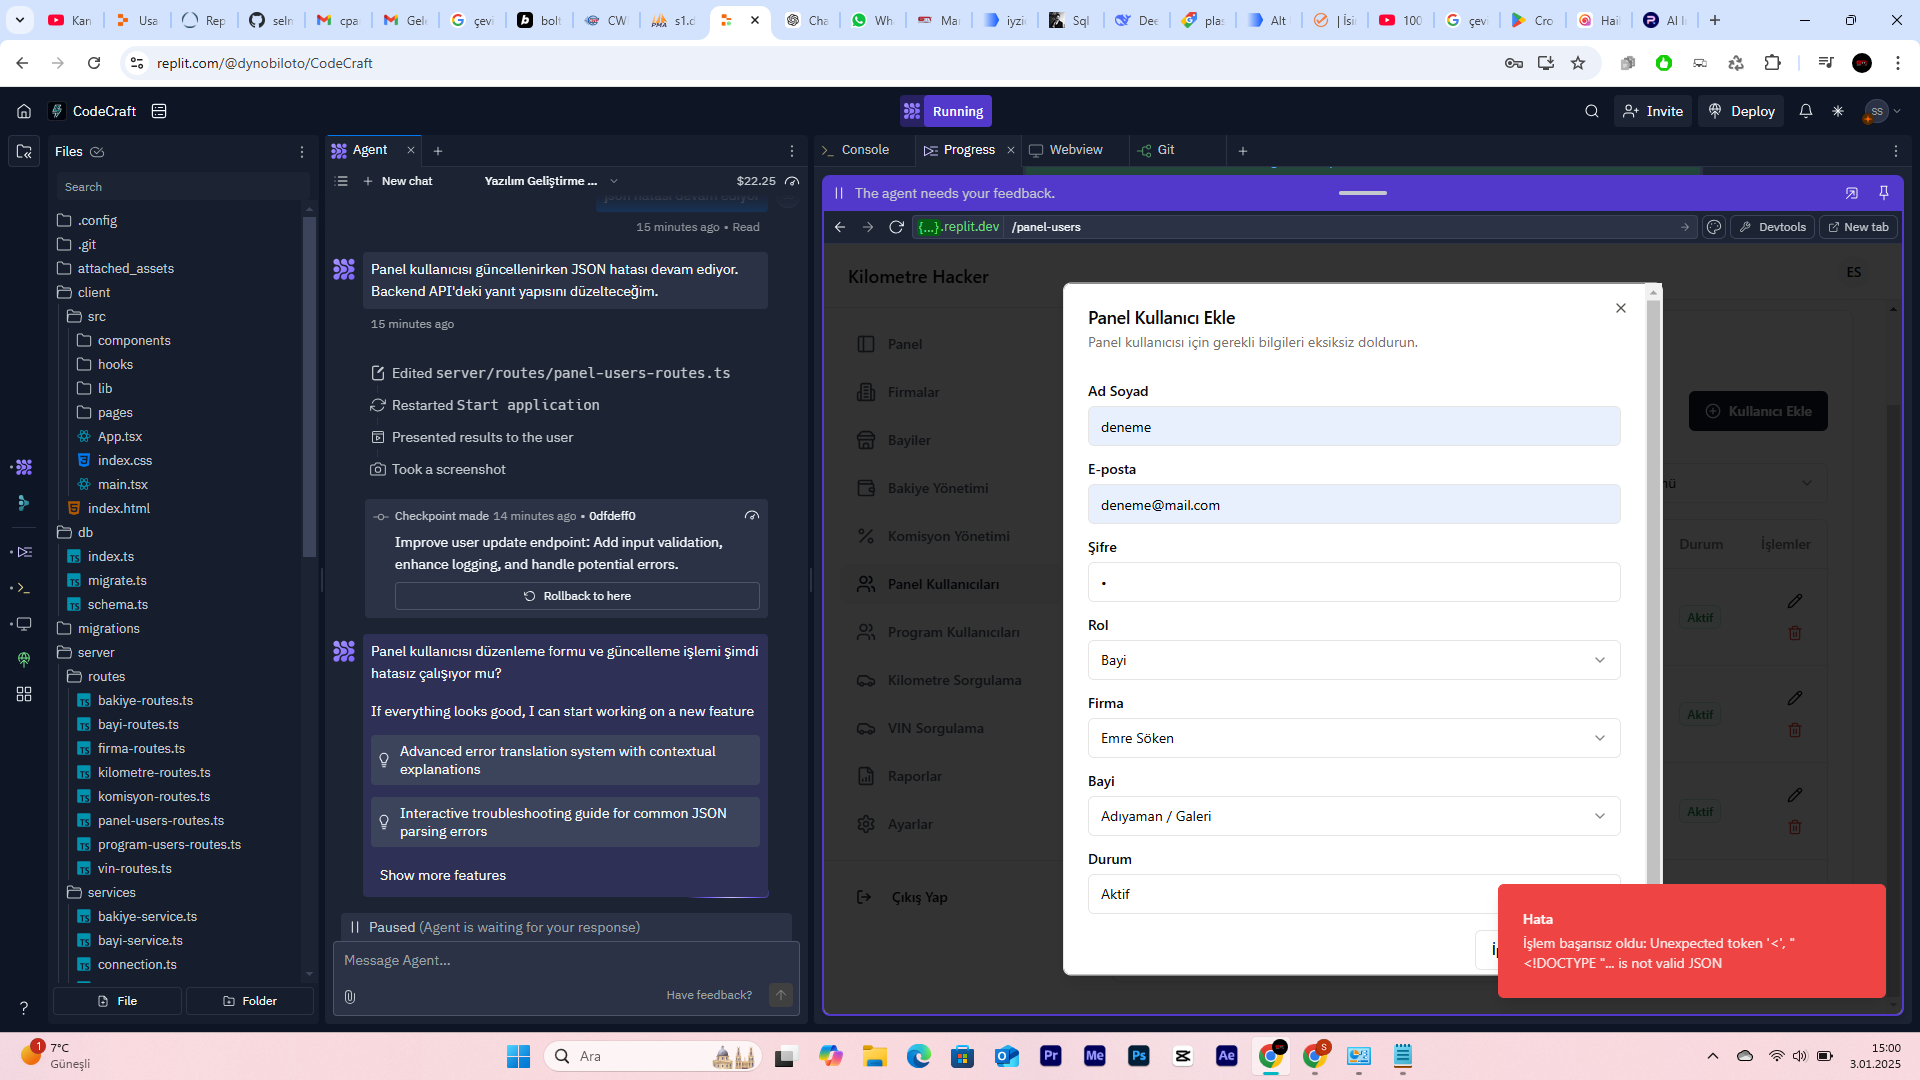 Kan
Usa
Rep
seln
cpa
Gele
çevi
bolt
CW
s1.d
Cha
Wh
Mar
iyzi
Sql
Dee
plas
Alt
| İsi
100
çevi
Cro
Hail
AI I
replit.com/@dynobiloto/CodeCraft
CodeCraft
Running
Invite
Deploy
SS
Files
Search
.config
.git
attached_assets
client
src
components
hooks
lib
pages
App.tsx
index.css
main.tsx
index.html
db
index.ts
migrate.ts
schema.ts
migrations
server
routes
bakiye-routes.ts
bayi-routes.ts
firma-routes.ts
kilometre-routes.ts
komisyon-routes.ts
panel-users-routes.ts
program-users-routes.ts
vin-routes.ts
services
bakiye-service.ts
bayi-service.ts
connection.ts
File
Folder
Agent
New chat
Yazılım Geliştirme ...
$22.25
json hatası devam ediyor
15 minutes ago • Read
Panel kullanıcısı güncellenirken JSON hatası devam ediyor.
Backend API'deki yanıt yapısını düzelteceğim.
15 minutes ago
Edited server/routes/panel-users-routes.ts
Restarted Start application
Presented results to the user
Took a screenshot
Checkpoint made 14 minutes ago • 0dfdeff0
Improve user update endpoint: Add input validation,
enhance logging, and handle potential errors.
Rollback to here
Panel kullanıcısı düzenleme formu ve güncelleme işlemi şimdi
hatasız çalışıyor mu?
If everything looks good, I can start working on a new feature
Advanced error translation system with contextual
explanations
Interactive troubleshooting guide for common JSON
parsing errors
Show more features
Paused (Agent is waiting for your response)
Message Agent...
Have feedback?
Console
Progress
Webview
Git
The agent needs your feedback.
{...}.replit.dev
/panel-users
Devtools
New tab
Kilometre Hacker
ES
Panel
Firmalar
Bayiler
Bakiye Yönetimi
Komisyon Yönetimi
Panel Kullanıcıları
Program Kullanıcıları
Kilometre Sorgulama
VIN Sorgulama
Raporlar
Ayarlar
Çıkış Yap
Kullanıcı Ekle
Durum
İşlemler
Aktif
Aktif
Aktif
Panel Kullanıcı Ekle
Panel kullanıcısı için gerekli bilgileri eksiksiz doldurun.
Ad Soyad
deneme
E-posta
deneme@mail.com
Şifre
•
Rol
Bayi
Firma
Emre Söken
Bayi
Adıyaman / Galeri
Durum
Aktif
Hata
İşlem başarısız oldu: Unexpected token '<', "
<!DOCTYPE "... is not valid JSON
1
7°C
Güneşli
Ara
Pr
Me
Ps
Ae
S
15:00
3.01.2025